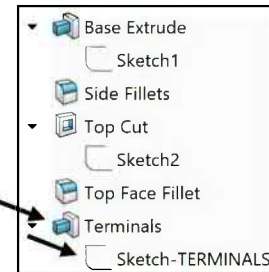 Base Extrude
Sketch1
Side Fillets
Top Cut
Sketch2
Top Face Fillet
Terminals
Sketch-TERMINALS